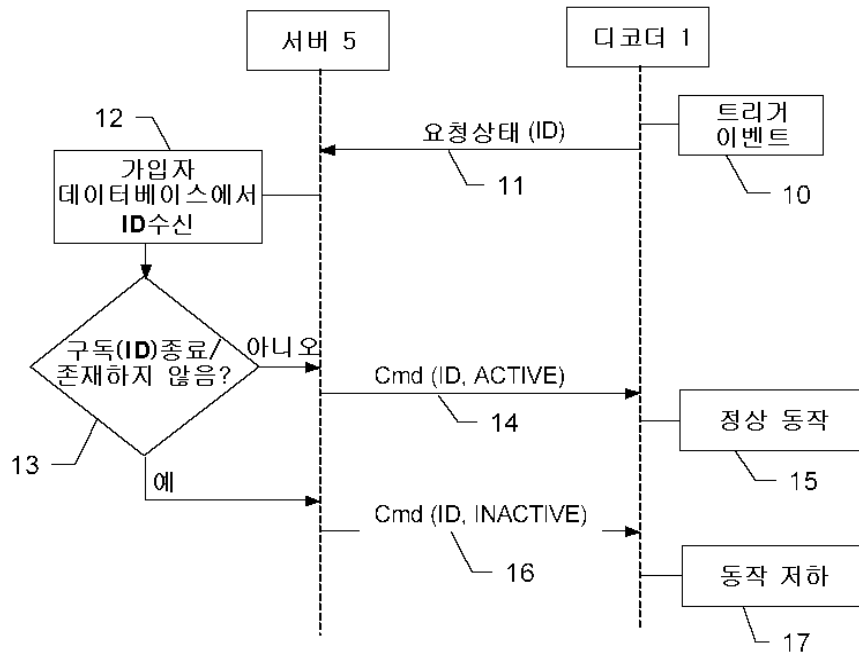 서버 5
디코더 1
12
트리거
이벤트
요청상태 (ID)
11
10
가입자
데이터베이스에서
ID수신
구독(ID)종료/
존재하지 않음?
아니오
Cmd (ID, ACTIVE)
14
정상 동작
13
15
예
Cmd (ID, INACTIVE)
16
동작 저하
17